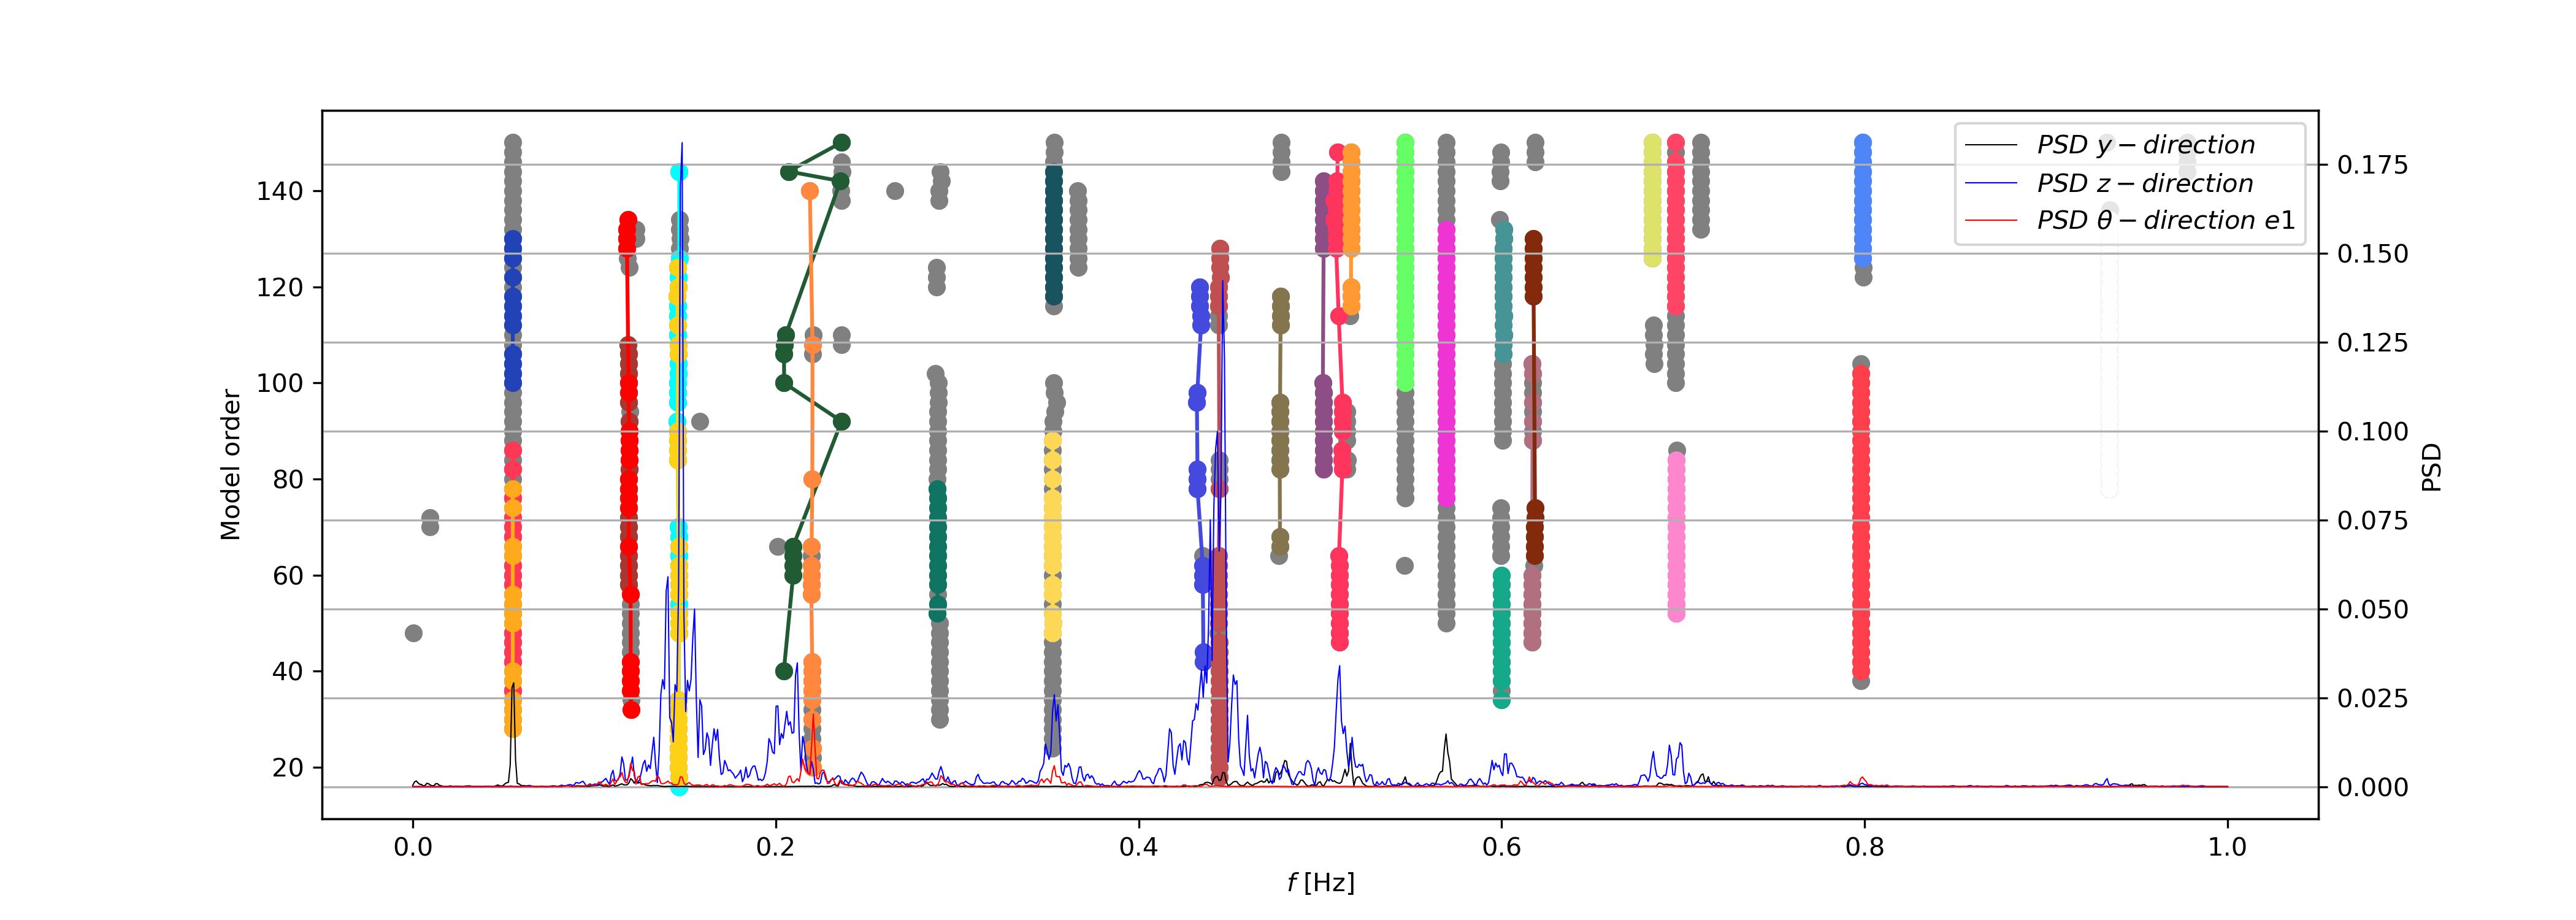 PSD y − direction
PSD z − direction
PSD θ − direction e1
Model order
140
120
100
80
60
40
20
0.175
0.150
0.125
0.100
0.075
0.050
0.025
0.000
PSD
0.0 0.2 0.4 0.6 0.8 1.0
f [Hz]